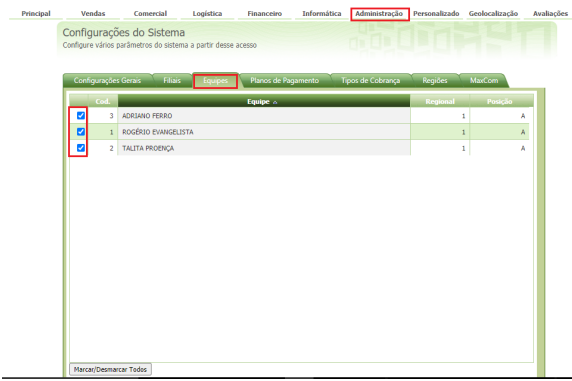 Principal Vendas Comercial Logística Financeiro Informática Administração Personalizado Geolocalização Avaliações
Configurações do Sistema
Configure vários parâmetros do sistema a partir desse acesso
Configurações Gerais Filiais Equipes Planos de Pagamento Tipos de Cobrança Regiões MaxCom
Cod. Equipe Regional Posição
3 ADRIANO FERRO 1 A
1 ROGÉRIO EVANGELISTA 1 A
2 TALITA PROENÇA 1 A
Marcar/Desmarcar Todos